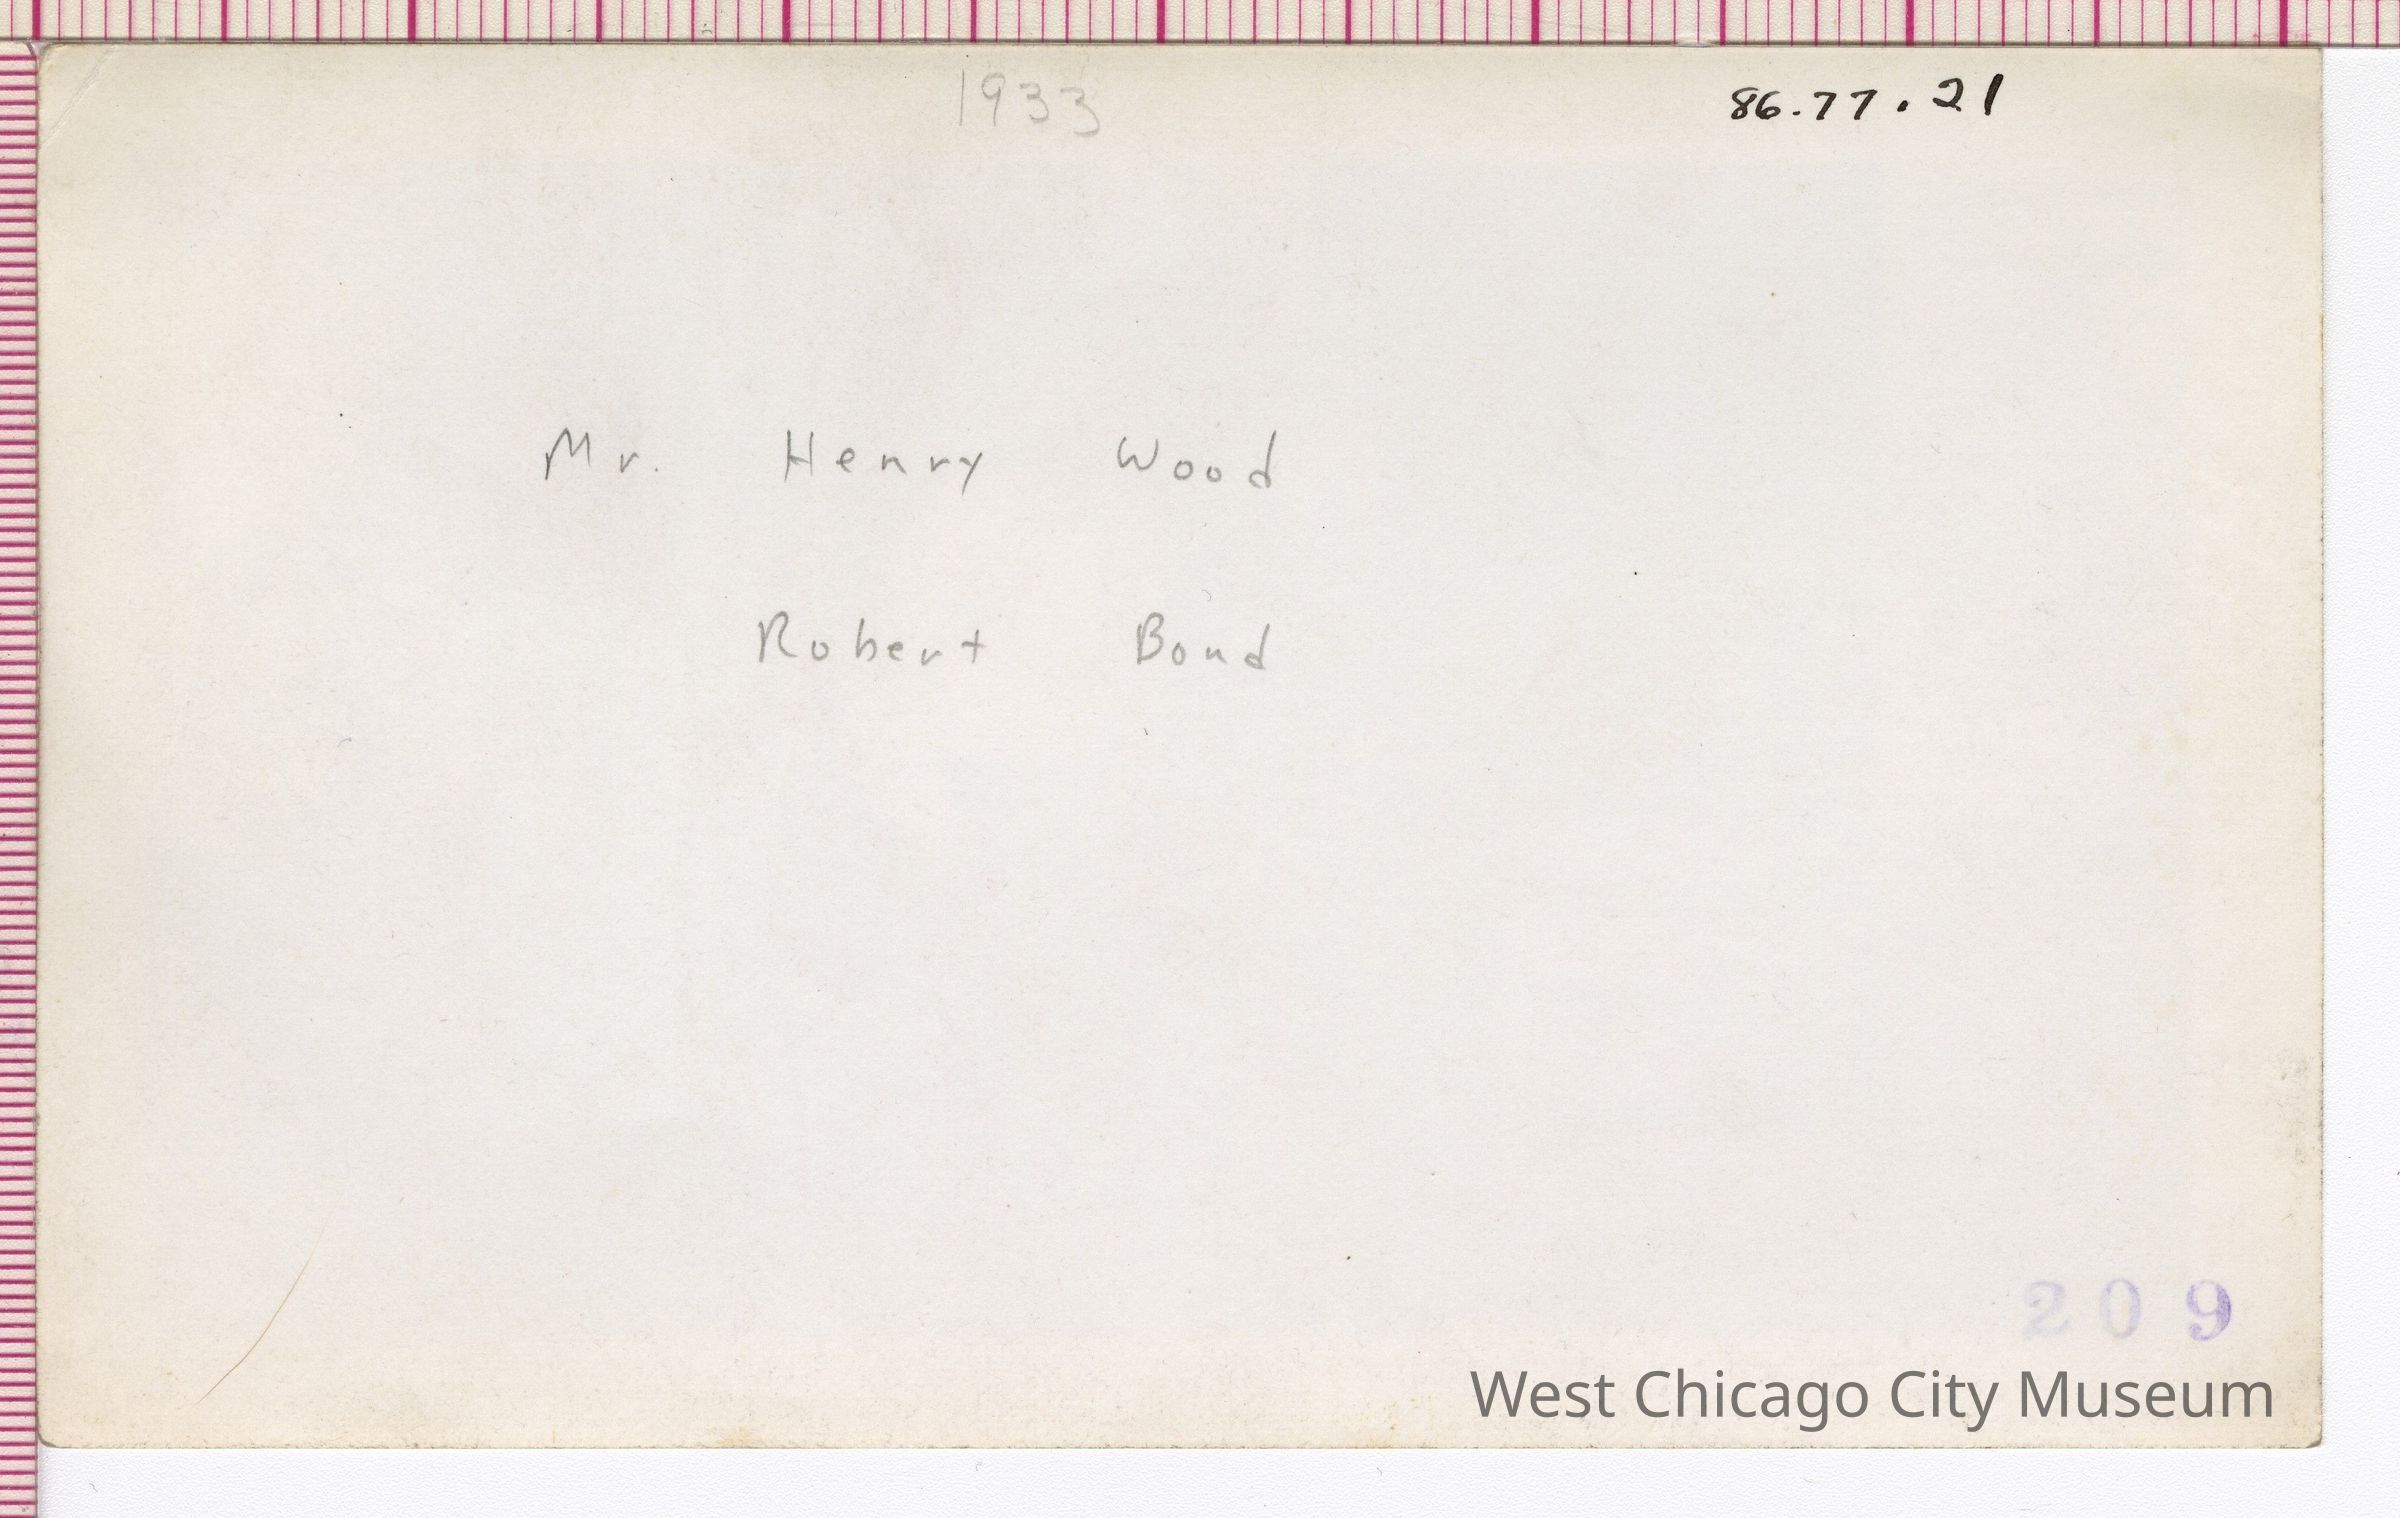 1933
86.77.21
Mr. Henry Wood
Robert Bond
209
West Chicago City Museum